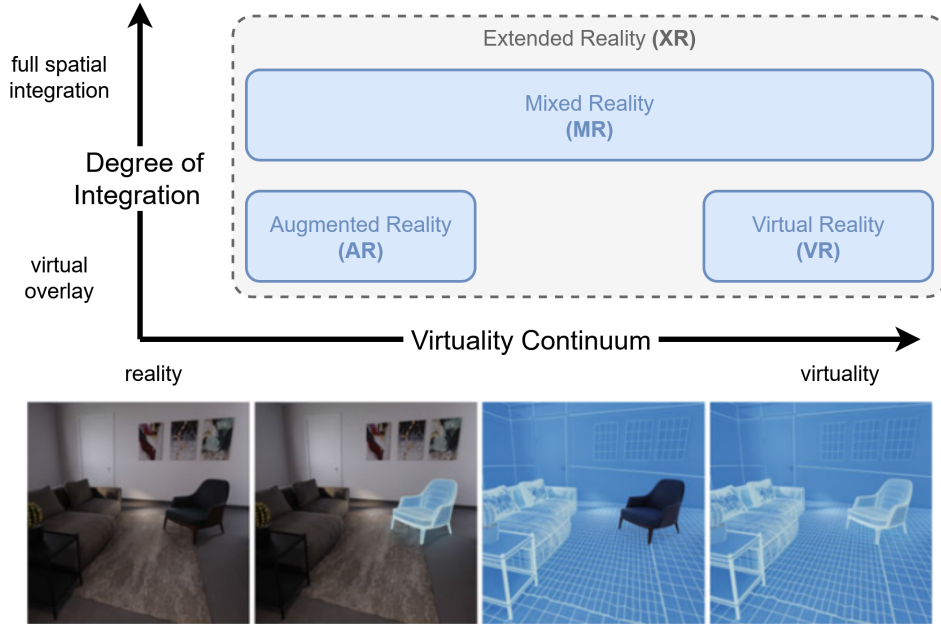 Extended Reality (XR)
full spatial
integration
Mixed Reality
(MR)
Degree of
Integration
Augmented Reality
(AR)
Virtual Reality
(VR)
virtual
overlay
Virtuality Continuum
reality
virtuality